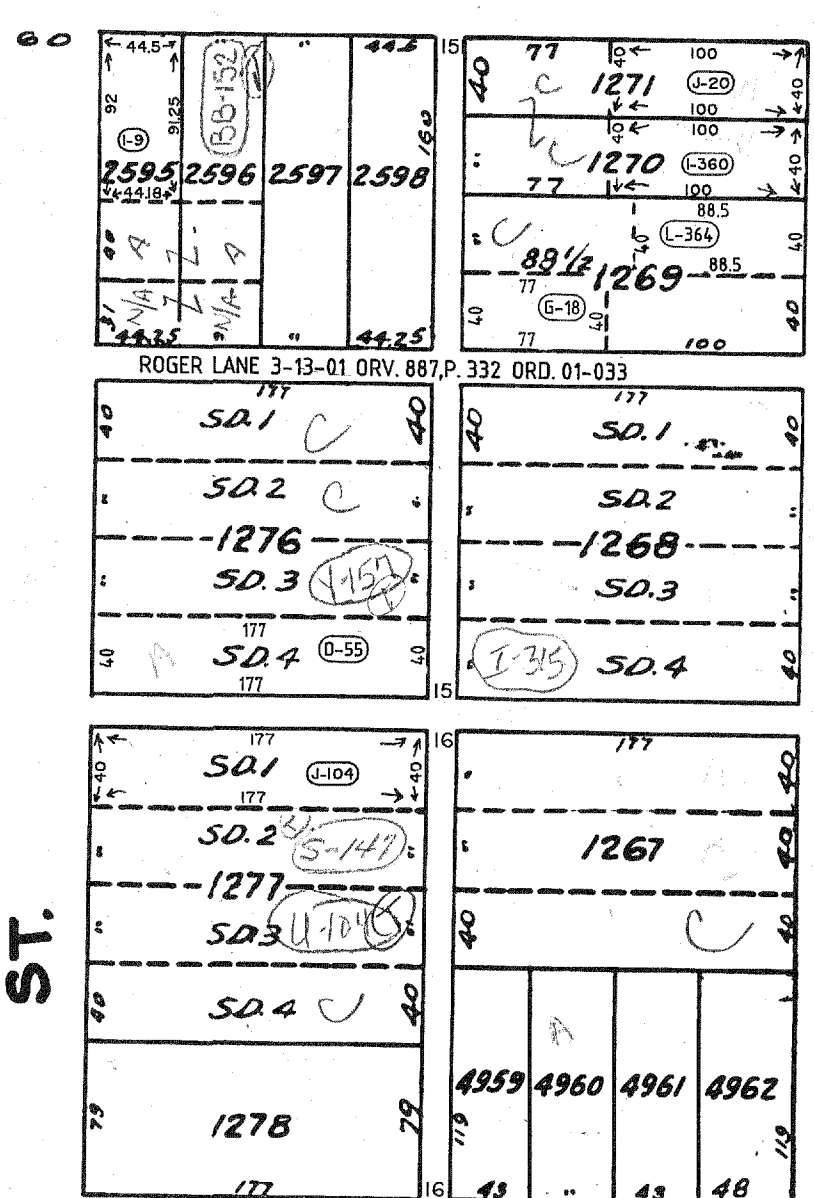 60
← 44.5 → BB-152 " 44.5
92 91.25 I-9 160
2595 2596 2597 2598
← 44.18 →
40 A Z Z. A
31 N/A Z N/A
44.25 " 44.25
15
77 40 ← 100 →
40 C 1271 J-20 40
← 100 →
40 ← 100 →
" C 1270 I-360 40
77 ← 100 →
88.5
" C 40 L-364 40
88 1/2 1269 88.5
77
40 G-18 40 40
77 100
ROGER LANE 3-13-01 ORV. 887, P. 332 ORD. 01-033
177
40 SD.1 C 40
" SD.2 C "
1276
" SD.3 Y-157 "
177
40 A SD.4 D-55 40
177
15
177
40 SD.1 40
" SD.2 "
1268
" SD.3 "
" I-315 SD.4 40
← 177 →
40 SD.1 J-104 40
← 177 →
" SD.2 S-147 "
1277
" SD.3 U-104 "
40 SD.4 C 40
79 1278 79
177
16
177
" 40
" 1267 40
40 C 40
A
4959 4960 4961 4962
119 119
43 " 43 48
16
ST.